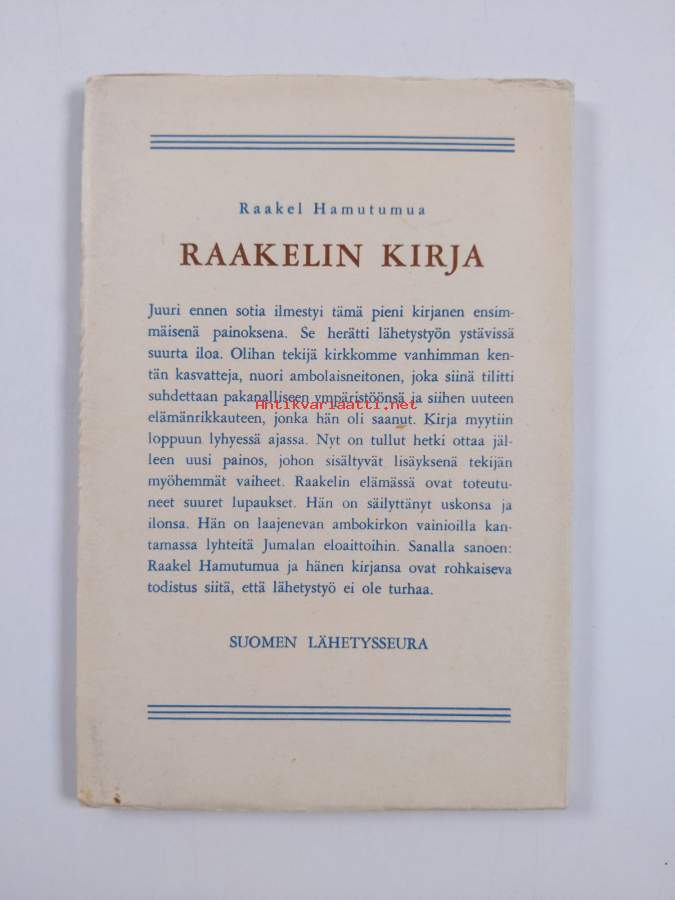 Raakel Hamutumua
RAAKELIN KIRJA
Juuri ennen sotia ilmestyi tämä pieni kirjanen ensim-
mäisenä painoksena. Se herätti lähetystyön ystävissä
suurta iloa. Olihan tekijä kirkkomme vanhimman ken-
tän kasvatteja, nuori ambolaisneitonen, joka siinä tilitti
suhdettaan pakanalliseen ympäristöönsä ja siihen uuteen
Antikvariaatti.net
elämänrikkauteen, jonka hän oli saanut. Kirja myytiin
loppuun lyhyessä ajassa. Nyt on tullut hetki ottaa jäl-
leen uusi painos, johon sisältyvät lisäyksenä tekijän
myöhemmät vaiheet. Raakelin elämässä ovat toteutu-
neet suuret lupaukset. Hän on säilyttänyt uskonsa ja
ilonsa. Hän on laajenevan ambokirkon vainioilla kan-
tamassa lyhteitä Jumalan eloaittoihin. Sanalla sanoen:
Raakel Hamutumua ja hänen kirjansa ovat rohkaiseva
todistus siitä, että lähetystyö ei ole turhaa.
SUOMEN LÄHETYSSEURA